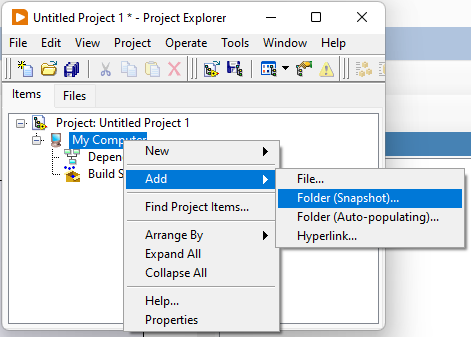 Untitled Project 1 * - Project Explorer
File Edit View Project Operate Tools Window Help
Items Files
Project: Untitled Project 1
My Computer
Build S
New
Add
Find Project Items...
Arrange By
Expand All
Collapse All
Help...
Properties
File...
Folder (Snapshot)...
Folder (Auto-populating)...
Hyperlink...